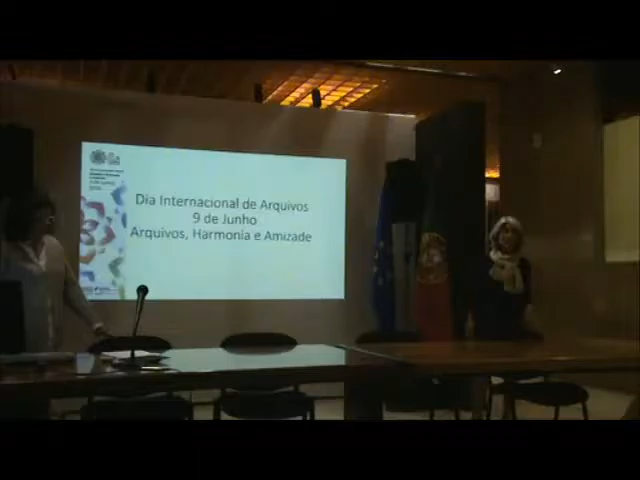 Dia Internacional de Arquivos
9 de Junho
Arquivos, Harmonia e Amizade